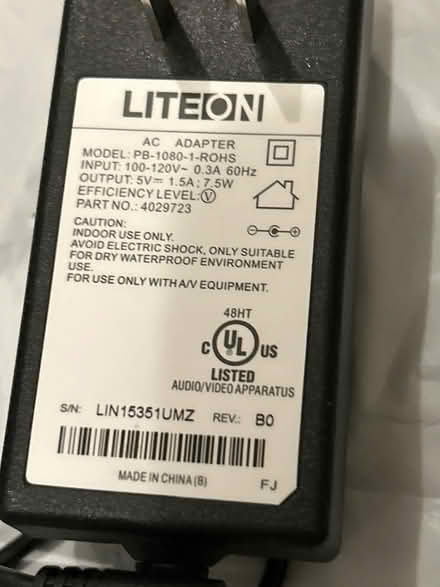 LITEON
AC ADAPTER
MODEL: PB-1080-1-ROHS
INPUT: 100-120V~ 0.3A 60Hz
OUTPUT: 5V⎓ 1.5A; 7.5W
EFFICIENCY LEVEL: Ⓥ
PART NO.: 4029723
CAUTION:
INDOOR USE ONLY.
AVOID ELECTRIC SHOCK, ONLY SUITABLE
FOR DRY WATERPROOF ENVIRONMENT
USE.
FOR USE ONLY WITH A/V EQUIPMENT.
48HT
C UL US
LISTED
AUDIO/VIDEO APPARATUS
S/N: LIN15351UMZ REV.: B0
MADE IN CHINA (8)
FJ